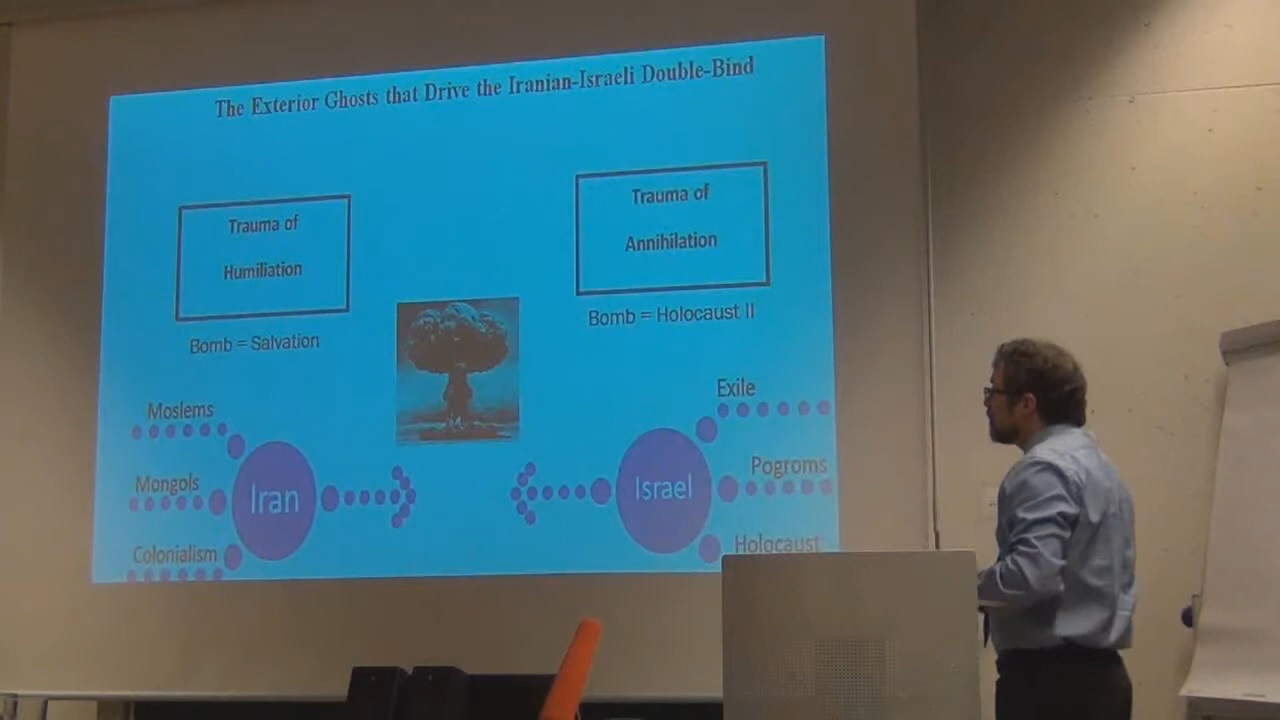 The Exterior Ghosts that Drive the Iranian-Israeli Double-Bind
Trauma of
Humiliation
Bomb = Salvation
Trauma of
Annihilation
Bomb = Holocaust II
Moslems
Mongols
Colonialism
Iran
Israel
Exile
Pogroms
Holocaust